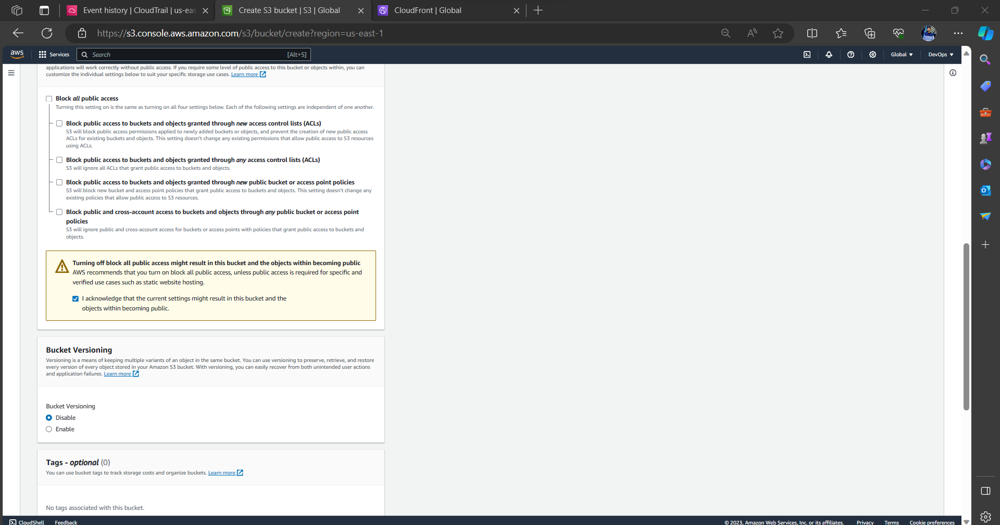 Event history | CloudTrail | us-eas
Create S3 bucket | S3 | Global
CloudFront | Global
https://s3.console.aws.amazon.com/s3/bucket/create?region=us-east-1
aws
Services
Search
[Alt+S]
Global
DevOps
applications will work correctly without public access. If you require some level of public access to this bucket or objects within, you can
customize the individual settings below to suit your specific storage use cases. Learn more
Block all public access
Turning this setting on is the same as turning on all four settings below. Each of the following settings are independent of one another.
Block public access to buckets and objects granted through new access control lists (ACLs)
S3 will block public access permissions applied to newly added buckets or objects, and prevent the creation of new public access
ACLs for existing buckets and objects. This setting doesn't change any existing permissions that allow public access to S3 resources
using ACLs.
Block public access to buckets and objects granted through any access control lists (ACLs)
S3 will ignore all ACLs that grant public access to buckets and objects.
Block public access to buckets and objects granted through new public bucket or access point policies
S3 will block new bucket and access point policies that grant public access to buckets and objects. This setting doesn't change any
existing policies that allow public access to S3 resources.
Block public and cross-account access to buckets and objects through any public bucket or access point
policies
S3 will ignore public and cross-account access for buckets or access points with policies that grant public access to buckets and
objects.
Turning off block all public access might result in this bucket and the objects within becoming public
AWS recommends that you turn on block all public access, unless public access is required for specific and
verified use cases such as static website hosting.
I acknowledge that the current settings might result in this bucket and the
objects within becoming public.
Bucket Versioning
Versioning is a means of keeping multiple variants of an object in the same bucket. You can use versioning to preserve, retrieve, and restore
every version of every object stored in your Amazon S3 bucket. With versioning, you can easily recover from both unintended user actions
and application failures. Learn more
Bucket Versioning
Disable
Enable
Tags - optional (0)
You can use bucket tags to track storage costs and organize buckets. Learn more
No tags associated with this bucket.
CloudShell
Feedback
© 2023, Amazon Web Services, Inc. or its affiliates.
Privacy
Terms
Cookie preferences